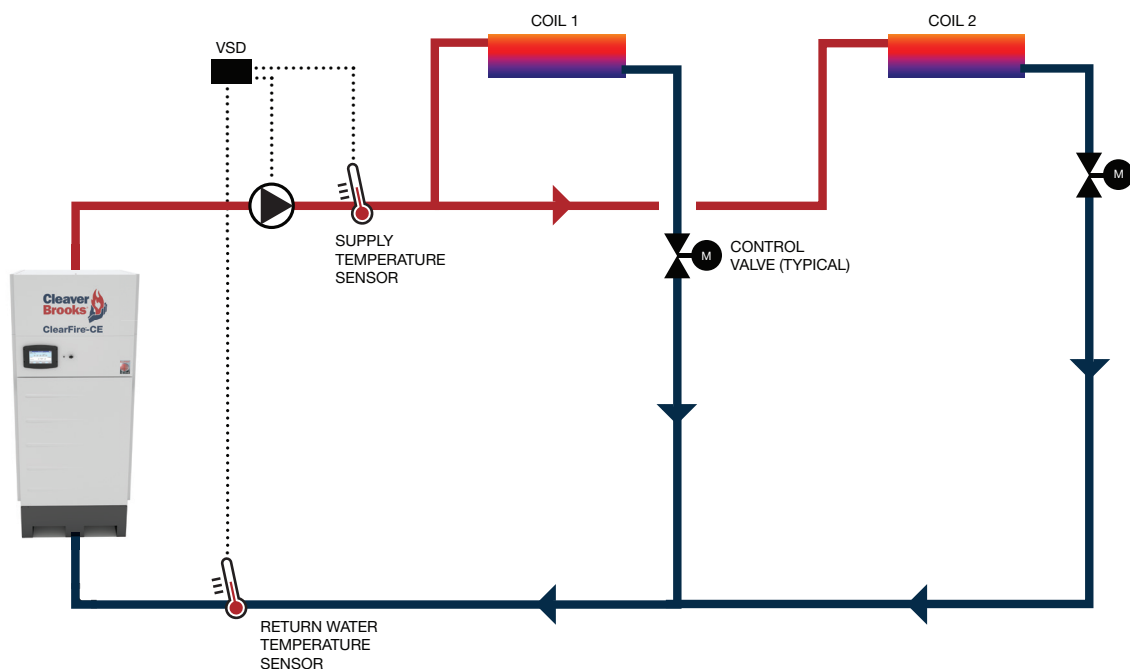 COIL 1
COIL 2
VSD
SUPPLY
TEMPERATURE
SENSOR
CONTROL
VALVE (TYPICAL)
M
M
Cleaver
Brooks
ClearFire-CE
RETURN WATER
TEMPERATURE
SENSOR